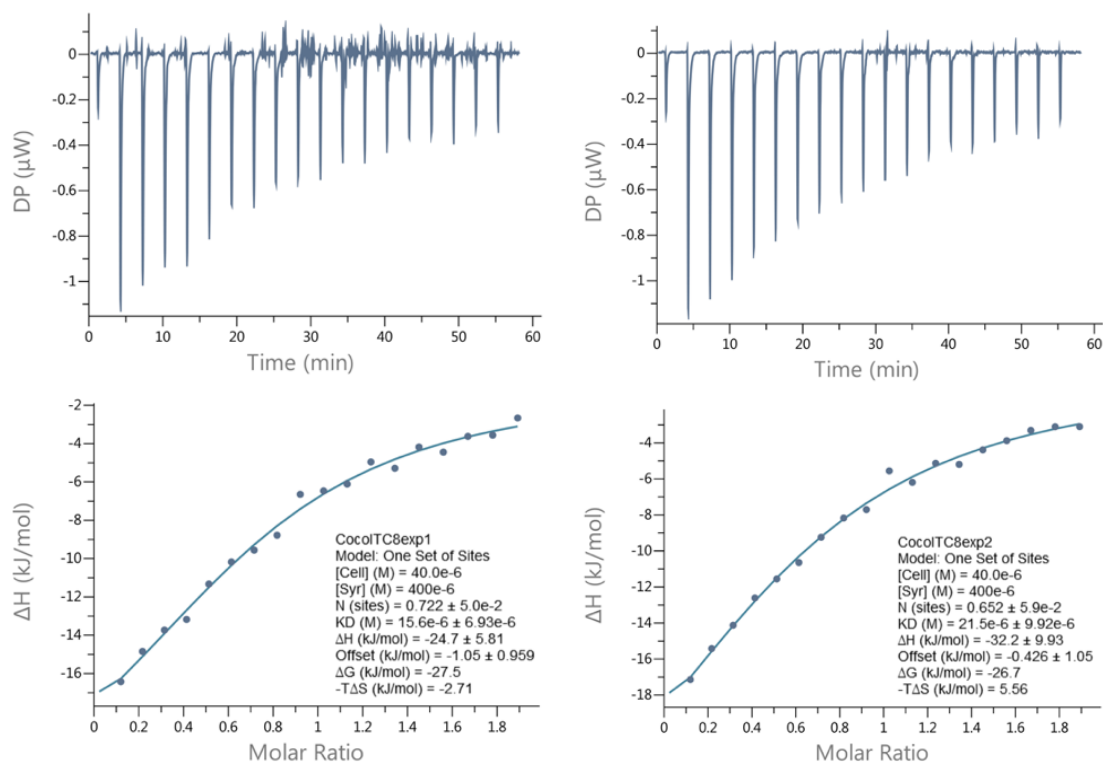 0
-0.2
-0.4
-0.6
-0.8
-1
DP (µW)
0 10 20 30 40 50 60
Time (min)
0
-0.2
-0.4
-0.6
-0.8
-1
DP (µW)
0 10 20 30 40 50 60
Time (min)
-2
-4
-6
-8
-10
-12
-14
-16
ΔH (kJ/mol)
CocoITC8exp1
Model: One Set of Sites
[Cell] (M) = 40.0e-6
[Syr] (M) = 400e-6
N (sites) = 0.722 ± 5.0e-2
KD (M) = 15.6e-6 ± 6.93e-6
ΔH (kJ/mol) = -24.7 ± 5.81
Offset (kJ/mol) = -1.05 ± 0.959
ΔG (kJ/mol) = -27.5
-TΔS (kJ/mol) = -2.71
0 0.2 0.4 0.6 0.8 1 1.2 1.4 1.6 1.8
Molar Ratio
-4
-6
-8
-10
-12
-14
-16
-18
ΔH (kJ/mol)
CocoITC8exp2
Model: One Set of Sites
[Cell] (M) = 40.0e-6
[Syr] (M) = 400e-6
N (sites) = 0.652 ± 5.9e-2
KD (M) = 21.5e-6 ± 9.92e-6
ΔH (kJ/mol) = -32.2 ± 9.93
Offset (kJ/mol) = -0.426 ± 1.05
ΔG (kJ/mol) = -26.7
-TΔS (kJ/mol) = 5.56
0 0.2 0.4 0.6 0.8 1 1.2 1.4 1.6 1.8
Molar Ratio